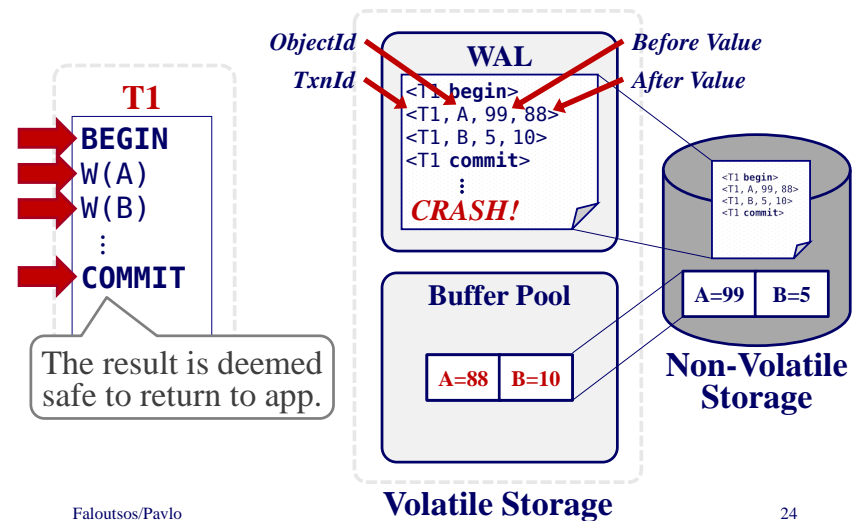 T1
BEGIN
W(A)
W(B)
⋮
COMMIT
The result is deemed
safe to return to app.
ObjectId
TxnId
Before Value
After Value
WAL
<T1 begin>
<T1, A, 99, 88>
<T1, B, 5, 10>
<T1 commit>
⋮
CRASH!
Buffer Pool
A=88 B=10
Volatile Storage
<T1 begin>
<T1, A, 99, 88>
<T1, B, 5, 10>
<T1 commit>
A=99 B=5
Non-Volatile
Storage
Faloutsos/Pavlo
24